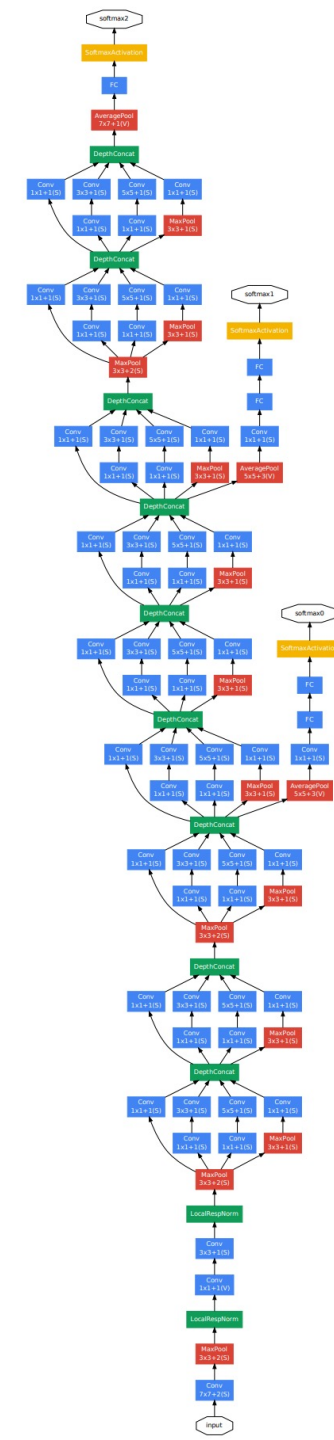 softmax2
SoftmaxActivation
FC
AveragePool
7x7+1(V)
DepthConcat
Conv Conv Conv Conv
1x1+1(S) 3x3+1(S) 5x5+1(S) 1x1+1(S)
Conv Conv MaxPool
1x1+1(S) 1x1+1(S) 3x3+1(S)
DepthConcat
Conv Conv Conv Conv
1x1+1(S) 3x3+1(S) 5x5+1(S) 1x1+1(S)
softmax1
Conv Conv MaxPool
1x1+1(S) 1x1+1(S) 3x3+1(S)
SoftmaxActivation
MaxPool
3x3+2(S)
FC
DepthConcat
FC
Conv Conv Conv Conv Conv
1x1+1(S) 3x3+1(S) 5x5+1(S) 1x1+1(S) 1x1+1(S)
Conv Conv MaxPool AveragePool
1x1+1(S) 1x1+1(S) 3x3+1(S) 5x5+3(V)
DepthConcat
Conv Conv Conv Conv
1x1+1(S) 3x3+1(S) 5x5+1(S) 1x1+1(S)
Conv Conv MaxPool
1x1+1(S) 1x1+1(S) 3x3+1(S)
DepthConcat
softmax0
Conv Conv Conv Conv
1x1+1(S) 3x3+1(S) 5x5+1(S) 1x1+1(S)
SoftmaxActivation
Conv Conv MaxPool
1x1+1(S) 1x1+1(S) 3x3+1(S)
FC
DepthConcat
FC
Conv Conv Conv Conv Conv
1x1+1(S) 3x3+1(S) 5x5+1(S) 1x1+1(S) 1x1+1(S)
Conv Conv MaxPool AveragePool
1x1+1(S) 1x1+1(S) 3x3+1(S) 5x5+3(V)
DepthConcat
Conv Conv Conv Conv
1x1+1(S) 3x3+1(S) 5x5+1(S) 1x1+1(S)
Conv Conv MaxPool
1x1+1(S) 1x1+1(S) 3x3+1(S)
MaxPool
3x3+2(S)
DepthConcat
Conv Conv Conv Conv
1x1+1(S) 3x3+1(S) 5x5+1(S) 1x1+1(S)
Conv Conv MaxPool
1x1+1(S) 1x1+1(S) 3x3+1(S)
DepthConcat
Conv Conv Conv Conv
1x1+1(S) 3x3+1(S) 5x5+1(S) 1x1+1(S)
Conv Conv MaxPool
1x1+1(S) 1x1+1(S) 3x3+1(S)
MaxPool
3x3+2(S)
LocalRespNorm
Conv
3x3+1(S)
Conv
1x1+1(V)
LocalRespNorm
MaxPool
3x3+2(S)
Conv
7x7+2(S)
input